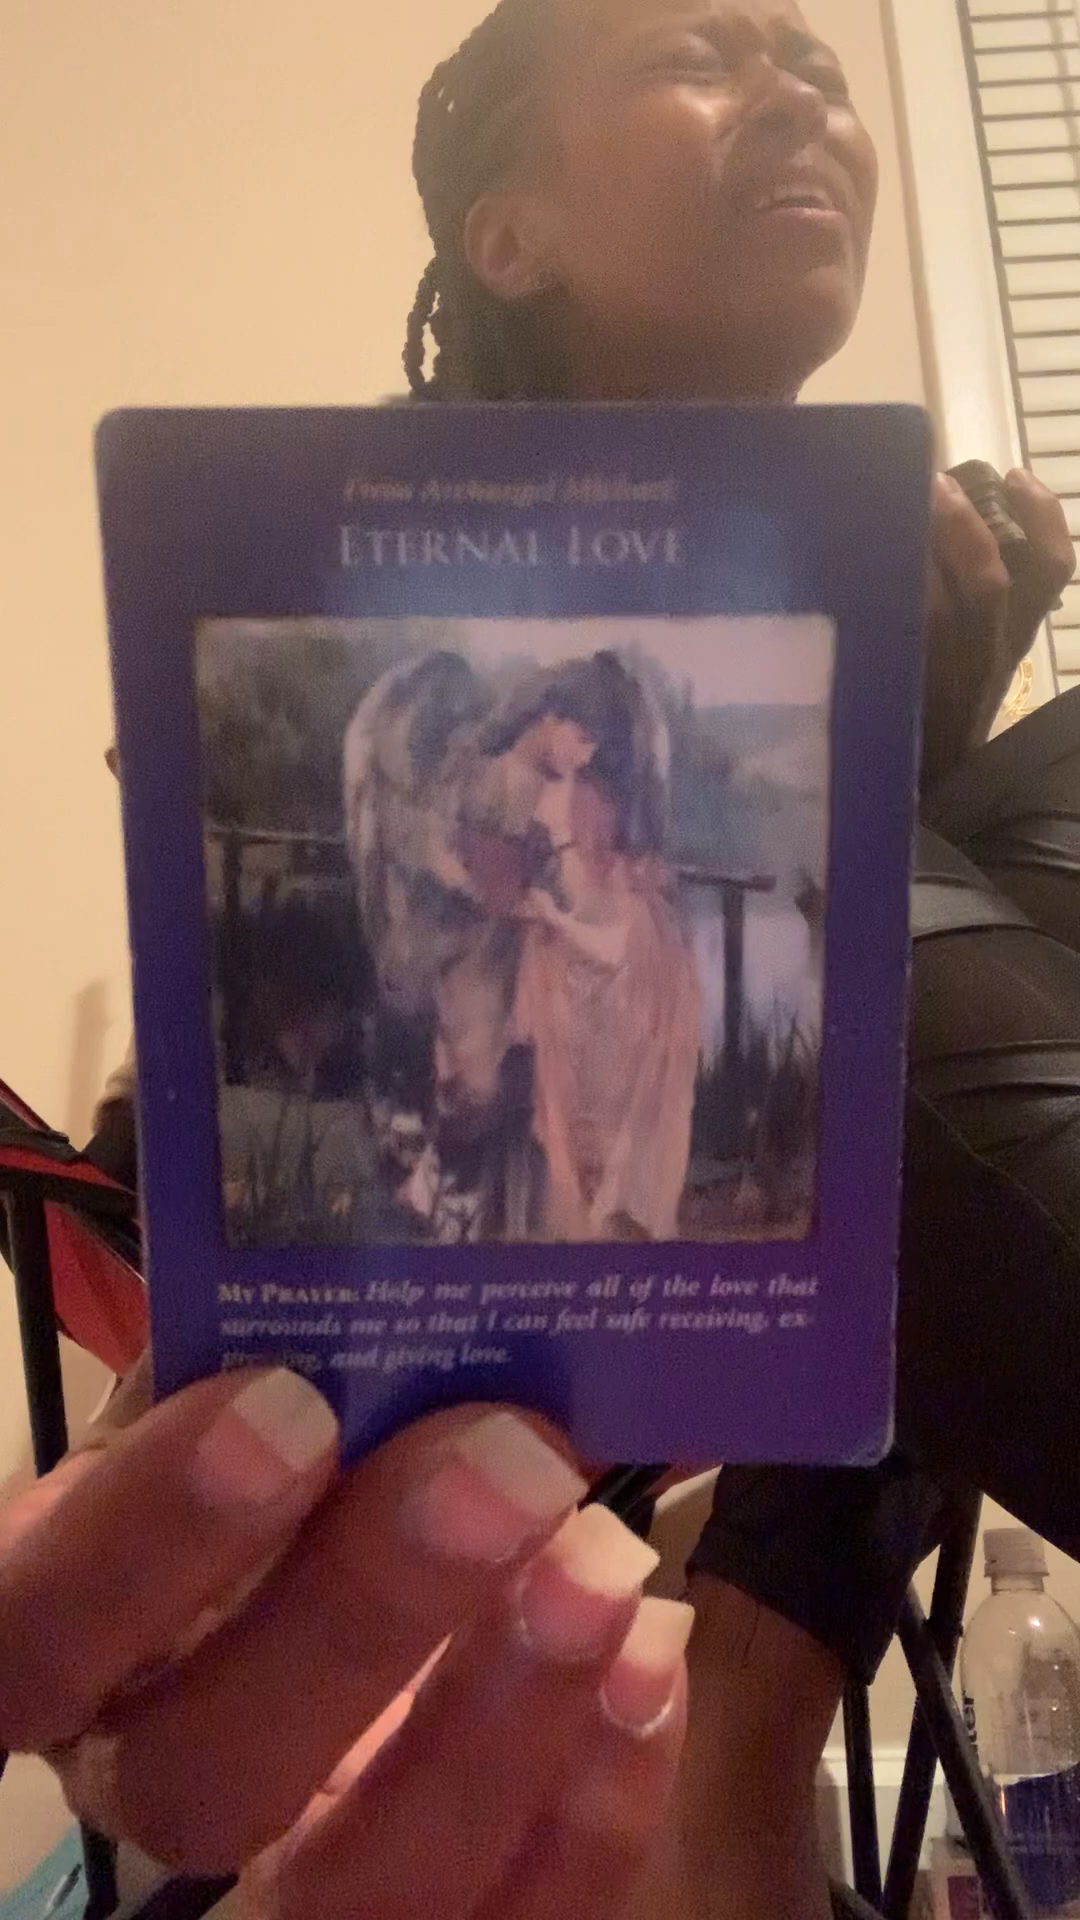 From Archangel Michael:
ETERNAL LOVE
MY PRAYER: Help me perceive all of the love that
surrounds me so that I can feel safe receiving, ex-
and giving love.